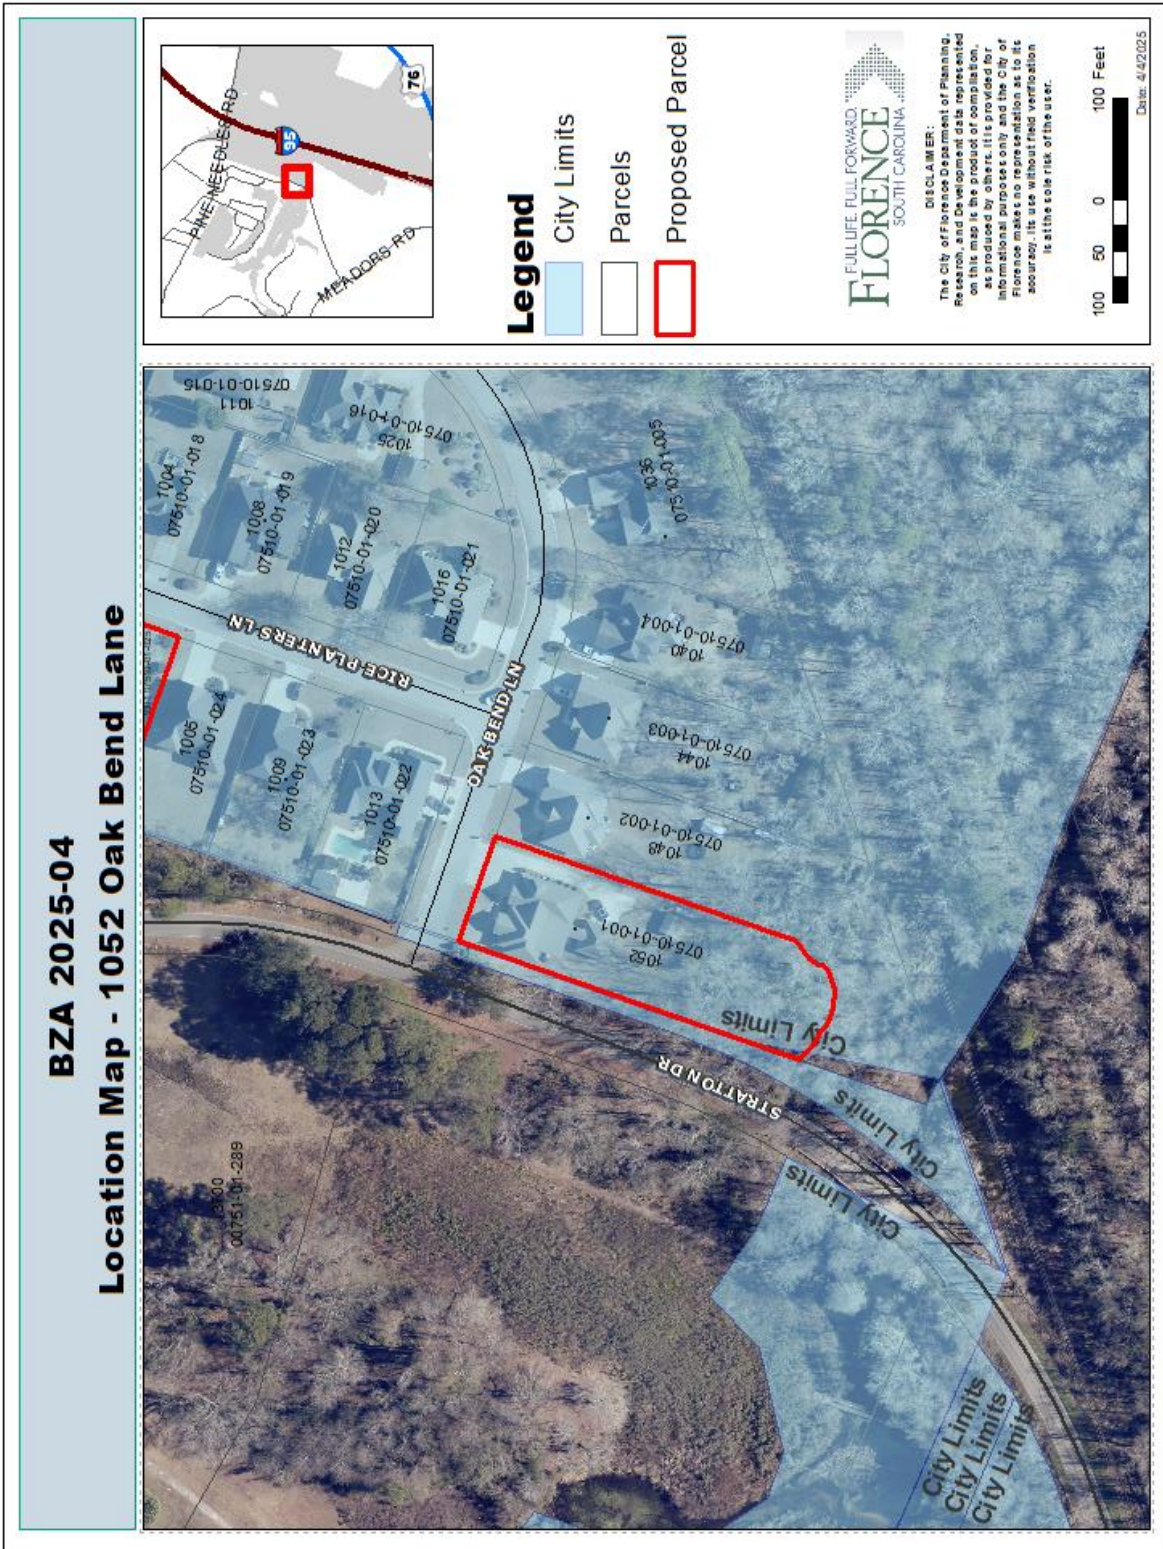 BZA 2025-04
Location Map - 1052 Oak Bend Lane
1004
07510-01-018
1008
07510-01-019
1012
07510-01-020
1016
07510-01-021
1011
07510-01-015
1025
07510-01-016
1005
07510-01-024
1009
07510-01-023
1013
07510-01-022
RICE PLANTERS LN
OAK BEND LN
1036
07510-01-005
1040
07510-01-004
1044
07510-01-003
1048
07510-01-002
1052
07510-01-001
STRATTON DR
00751-01-289
City Limits
City Limits
City Limits
City Limits
City Limits
City Limits
PINE NEEDLES RD
MEADORS RD
95
76
Legend
City Limits
Parcels
Proposed Parcel
FULL LIFE. FULL FORWARD.
FLORENCE
SOUTH CAROLINA
DISCLAIMER:
The City of Florence Department of Planning,
Research, and Development data represented
on this map is the product of compilation,
as produced by others. It is provided for
informational purposes only and the City of
Florence makes no representation as to its
accuracy. Its use without field verification
is at the sole risk of the user.
100 50 0 100 Feet
Date: 4/4/2025